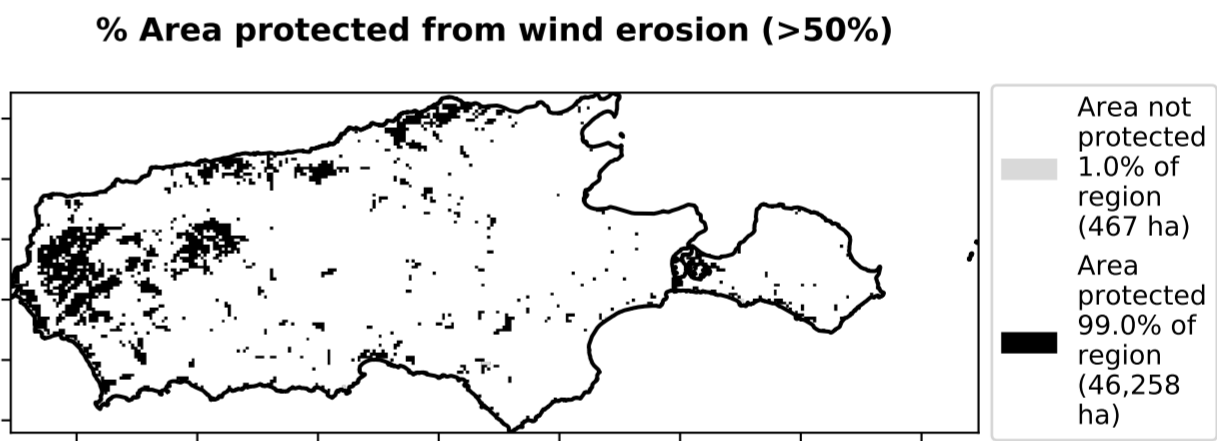 % Area protected from wind erosion (>50%)
Area not
protected
1.0% of
region
(467 ha)
Area
protected
99.0% of
region
(46,258
ha)